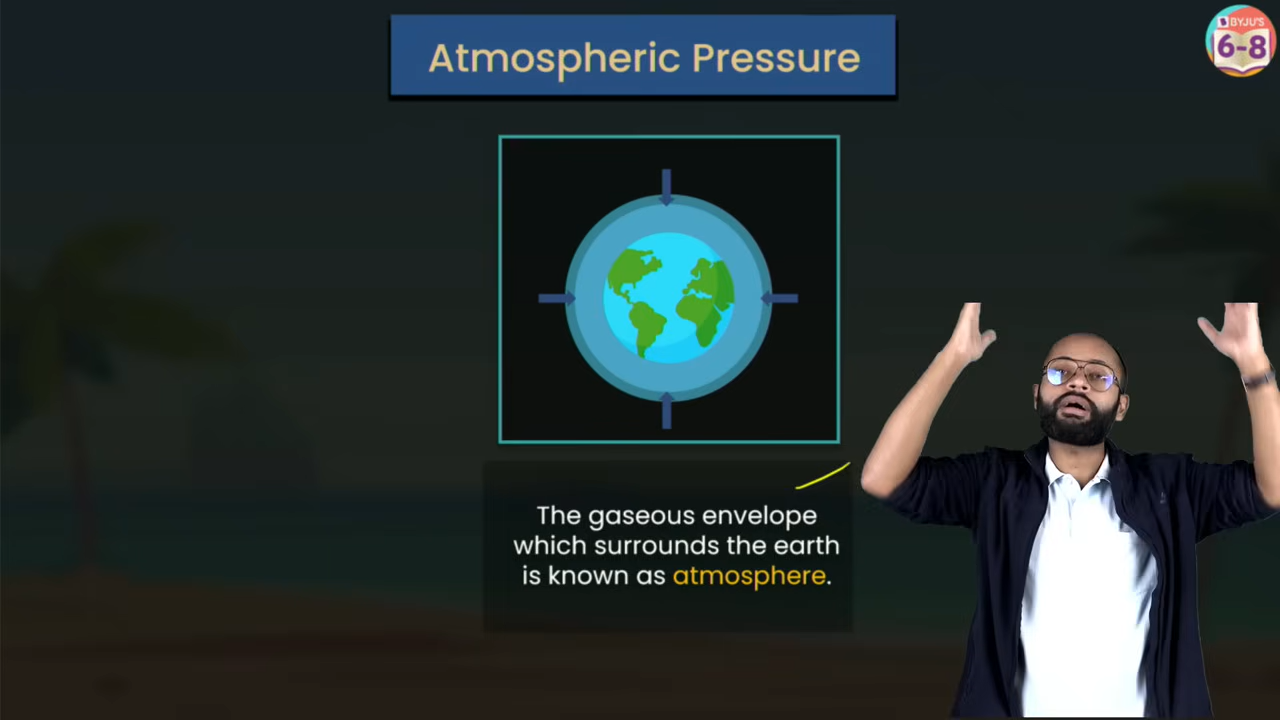 Atmospheric Pressure
BYJU'S
6-8
The gaseous envelope
which surrounds the earth
is known as atmosphere.